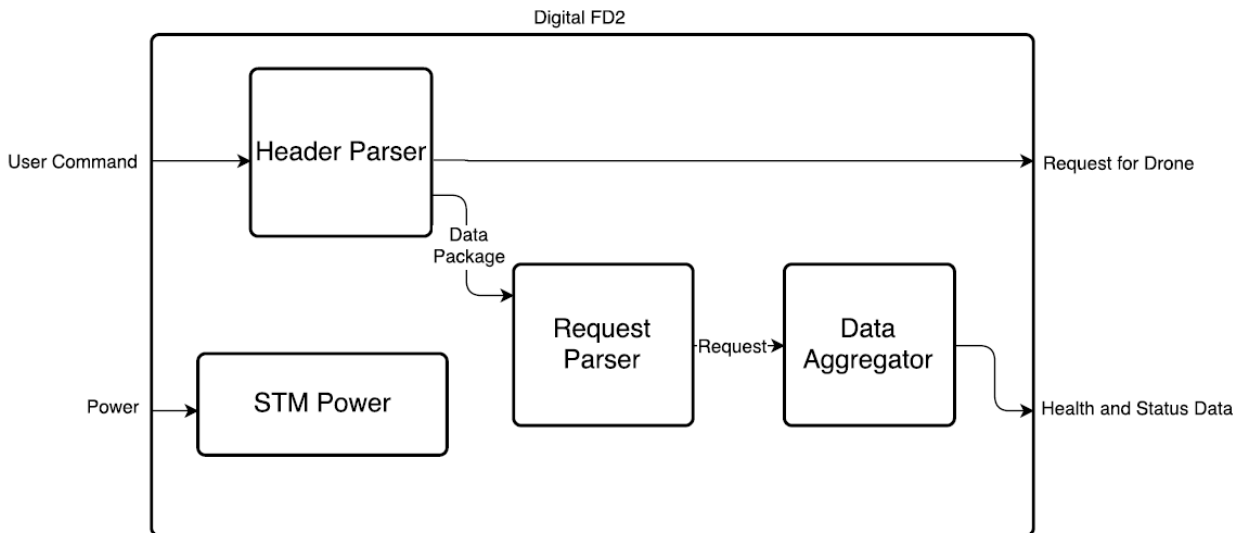 Digital FD2
Header Parser
User Command
Request for Drone
Data
Package
Request
Parser
Request
Data
Aggregator
STM Power
Power
Health and Status Data